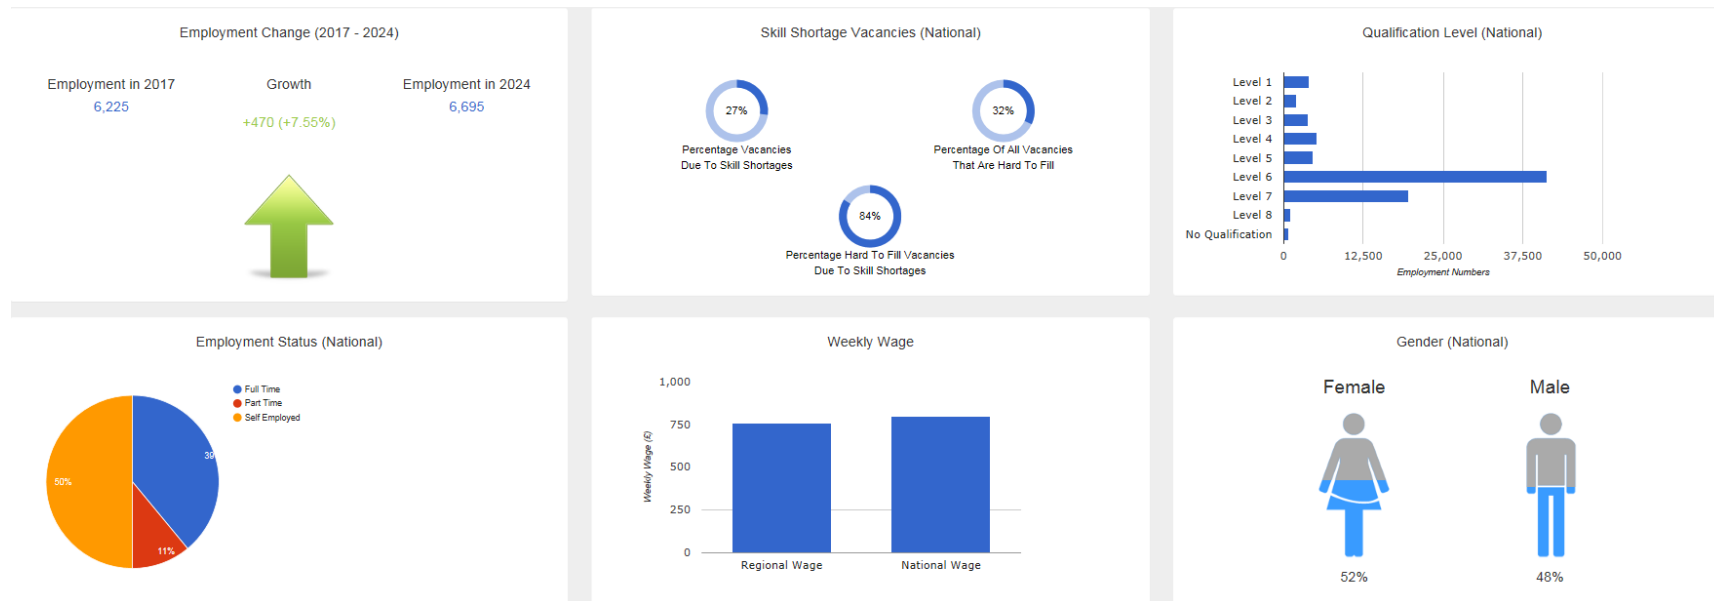 Employment Change (2017 - 2024)
Employment in 2017
6,225
Growth
+470 (+7.55%)
Employment in 2024
6,695
Skill Shortage Vacancies (National)
27%
Percentage Vacancies
Due To Skill Shortages
32%
Percentage Of All Vacancies
That Are Hard To Fill
84%
Percentage Hard To Fill Vacancies
Due To Skill Shortages
Qualification Level (National)
Level 1
Level 2
Level 3
Level 4
Level 5
Level 6
Level 7
Level 8
No Qualification
0 12,500 25,000 37,500 50,000
Employment Numbers
Employment Status (National)
Full Time
Part Time
Self Employed
39
50%
11%
Weekly Wage
1,000
750
500
250
0
Weekly Wage (£)
Regional Wage National Wage
Gender (National)
Female Male
52% 48%